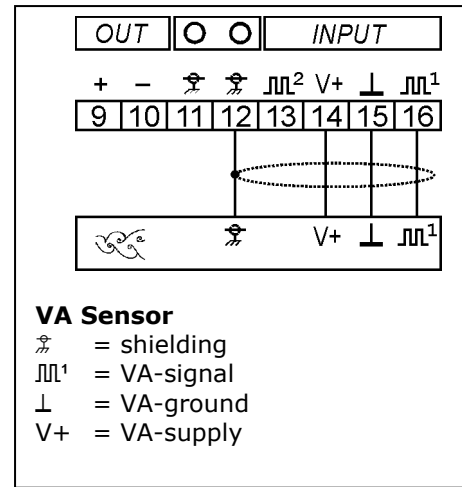 OUT INPUT
+ − ⏚ ⏚ ЛЛ² V+ ⊥ ЛЛ¹
9 10 11 12 13 14 15 16
⏚ V+ ⊥ ЛЛ¹
VA Sensor
⏚ = shielding
ЛЛ¹ = VA-signal
⊥ = VA-ground
V+ = VA-supply